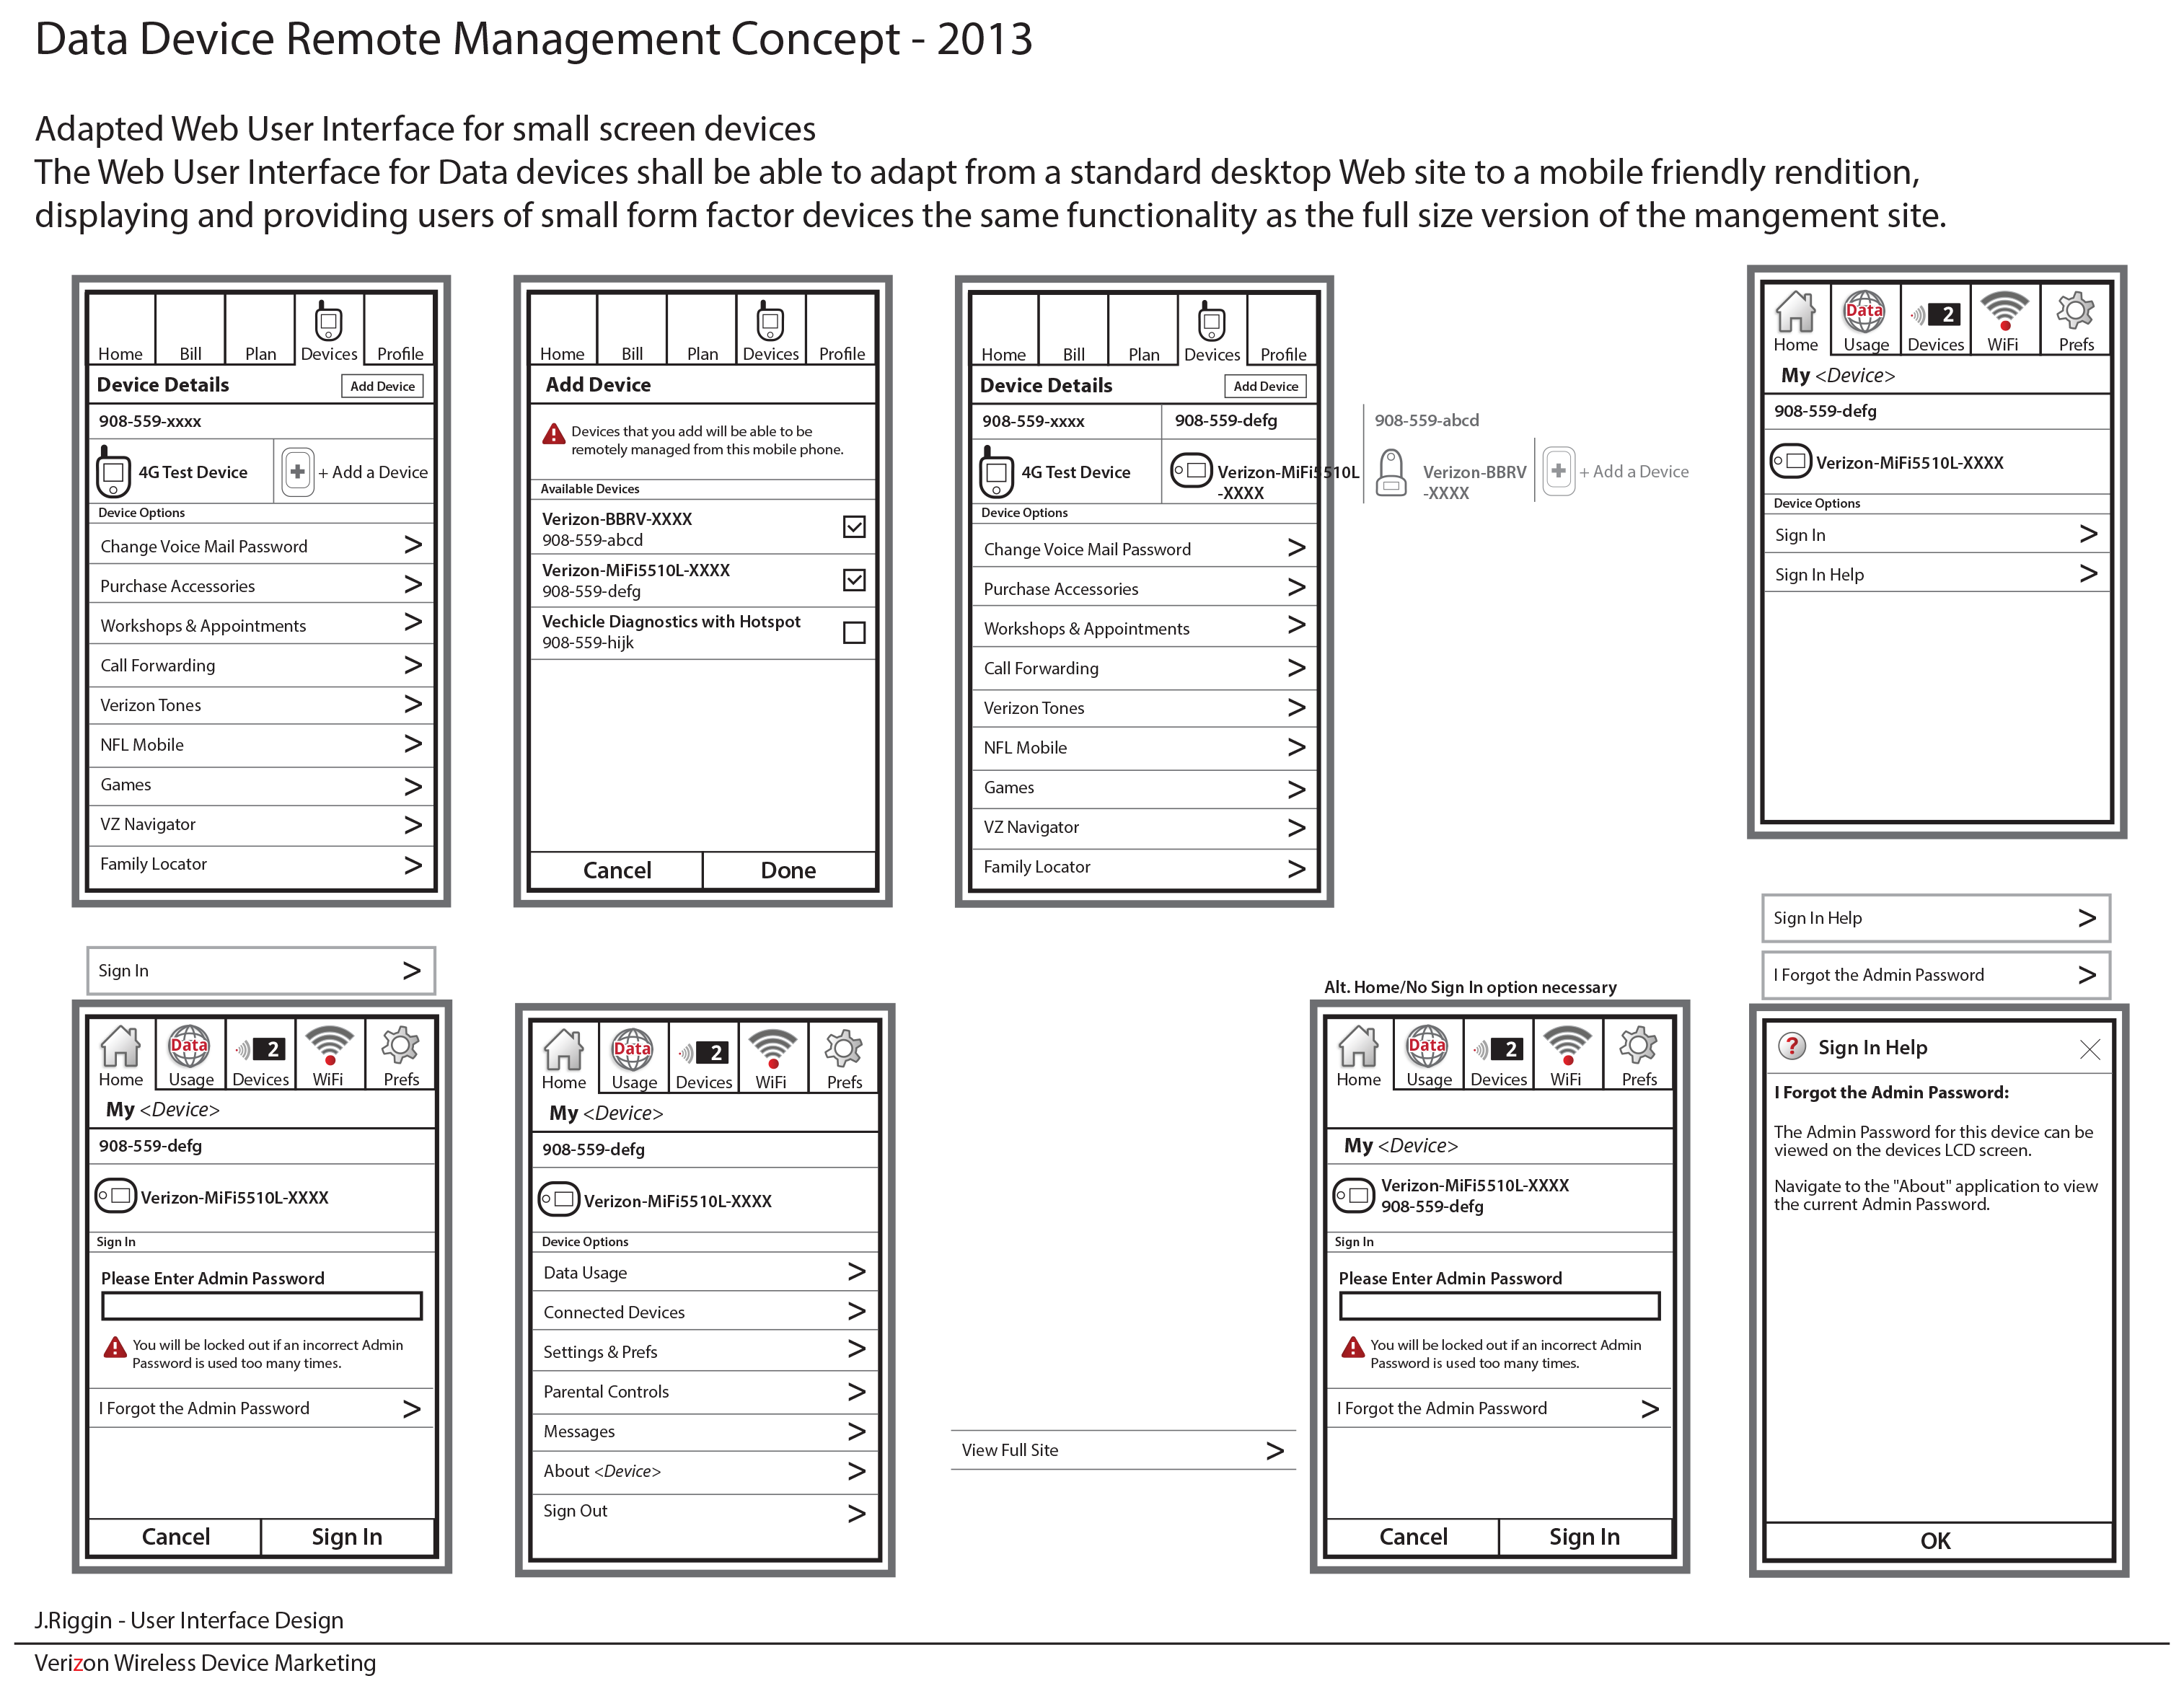 Data Device Remote Management Concept - 2013
Adapted Web User Interface for small screen devices
The Web User Interface for Data devices shall be able to adapt from a standard desktop Web site to a mobile friendly rendition,
displaying and providing users of small form factor devices the same functionality as the full size version of the mangement site.
Home Bill Plan Devices Profile
Device Details Add Device
908-559-xxxx
4G Test Device + Add a Device
Device Options
Change Voice Mail Password >
Purchase Accessories >
Workshops & Appointments >
Call Forwarding >
Verizon Tones >
NFL Mobile >
Games >
VZ Navigator >
Family Locator >
Home Bill Plan Devices Profile
Add Device
Devices that you add will be able to be
remotely managed from this mobile phone.
Available Devices
Verizon-BBRV-XXXX
908-559-abcd
Verizon-MiFi5510L-XXXX
908-559-defg
Vechicle Diagnostics with Hotspot
908-559-hijk
Cancel Done
Home Bill Plan Devices Profile
Device Details Add Device
908-559-xxxx 908-559-defg 908-559-abcd
4G Test Device Verizon-MiFi5510L Verizon-BBRV + Add a Device
-XXXX -XXXX
Device Options
Change Voice Mail Password >
Purchase Accessories >
Workshops & Appointments >
Call Forwarding >
Verizon Tones >
NFL Mobile >
Games >
VZ Navigator >
Family Locator >
Data 2
Home Usage Devices WiFi Prefs
My <Device>
908-559-defg
Verizon-MiFi5510L-XXXX
Device Options
Sign In >
Sign In Help >
Sign In >
Data 2
Home Usage Devices WiFi Prefs
My <Device>
908-559-defg
Verizon-MiFi5510L-XXXX
Sign In
Please Enter Admin Password
You will be locked out if an incorrect Admin
Password is used too many times.
I Forgot the Admin Password >
Cancel Sign In
Data 2
Home Usage Devices WiFi Prefs
My <Device>
908-559-defg
Verizon-MiFi5510L-XXXX
Device Options
Data Usage >
Connected Devices >
Settings & Prefs >
Parental Controls >
Messages >
About <Device> >
Sign Out >
View Full Site >
Alt. Home/No Sign In option necessary
Data 2
Home Usage Devices WiFi Prefs
My <Device>
Verizon-MiFi5510L-XXXX
908-559-defg
Sign In
Please Enter Admin Password
You will be locked out if an incorrect Admin
Password is used too many times.
I Forgot the Admin Password >
Cancel Sign In
Sign In Help >
I Forgot the Admin Password >
? Sign In Help
I Forgot the Admin Password:
The Admin Password for this device can be
viewed on the devices LCD screen.
Navigate to the "About" application to view
the current Admin Password.
OK
J.Riggin - User Interface Design
Verizon Wireless Device Marketing